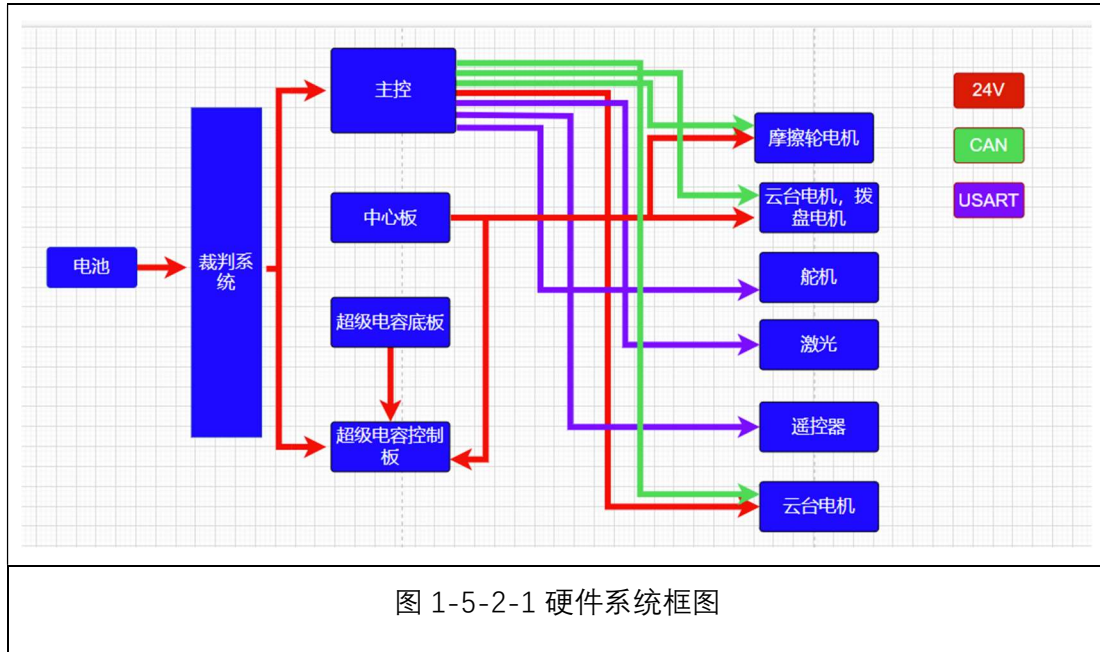 主控
24V
摩擦轮电机
CAN
云台电机，拨
盘电机
USART
中心板
电池
裁判系
统
舵机
超级电容底板
激光
超级电容控制
板
遥控器
云台电机
图 1-5-2-1 硬件系统框图